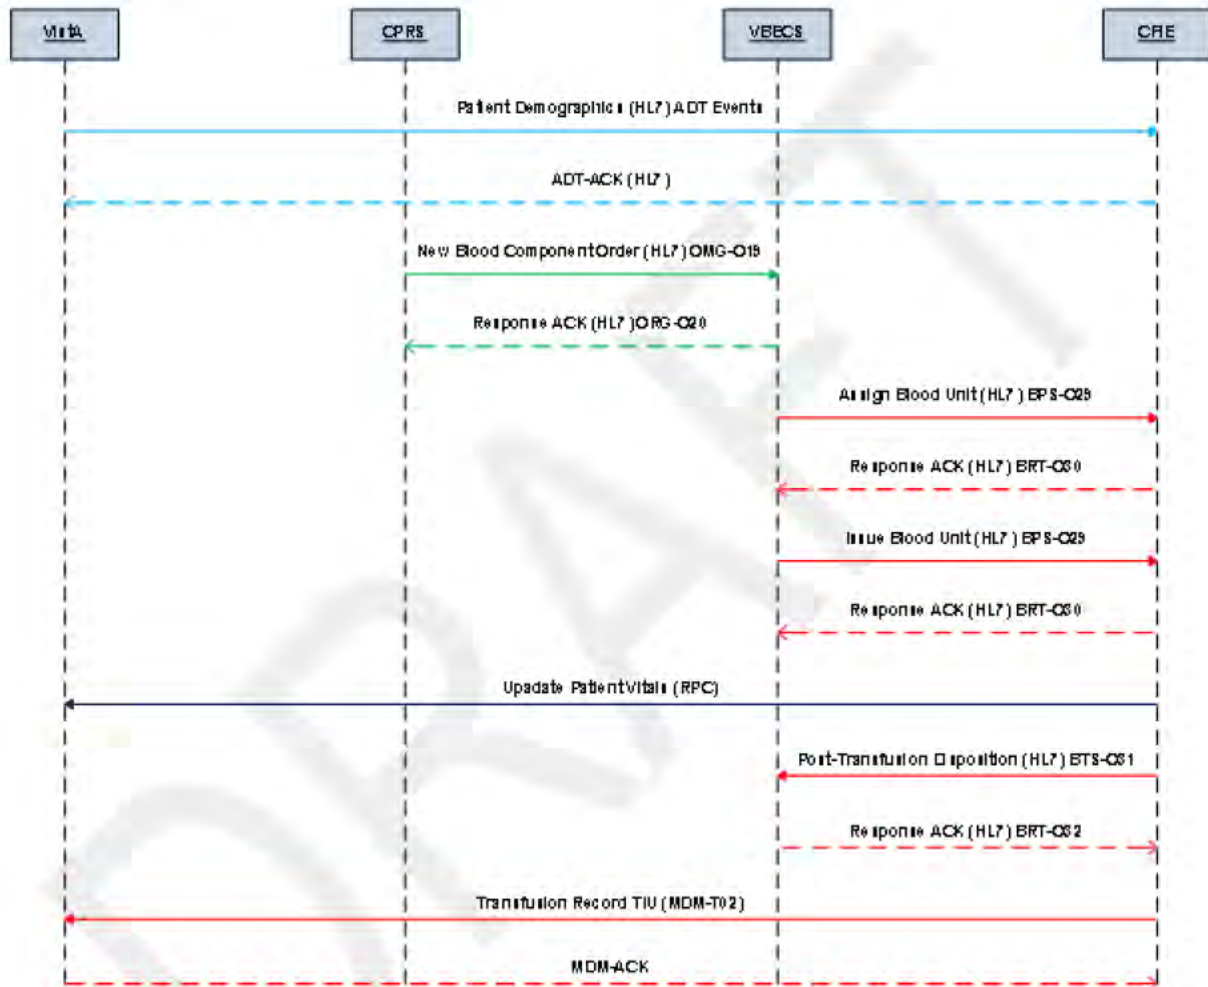 VistA
CPRS
VBECS
CRE
Patient Demographics (HL7) ADT Events
ADT-ACK (HL7)
New Blood Component Order (HL7) OMG-O19
Response ACK (HL7) ORG-O20
Assign Blood Unit (HL7) BPS-O29
Response ACK (HL7) BRT-O30
Issue Blood Unit (HL7) BPS-O29
Response ACK (HL7) BRT-O30
Upadate Patient Vitals (RPC)
Post-Transfusion Disposition (HL7) BTS-O31
Response ACK (HL7) BRT-O32
Transfusion Record TIU (MDM-T02)
MDM-ACK
DRAFT